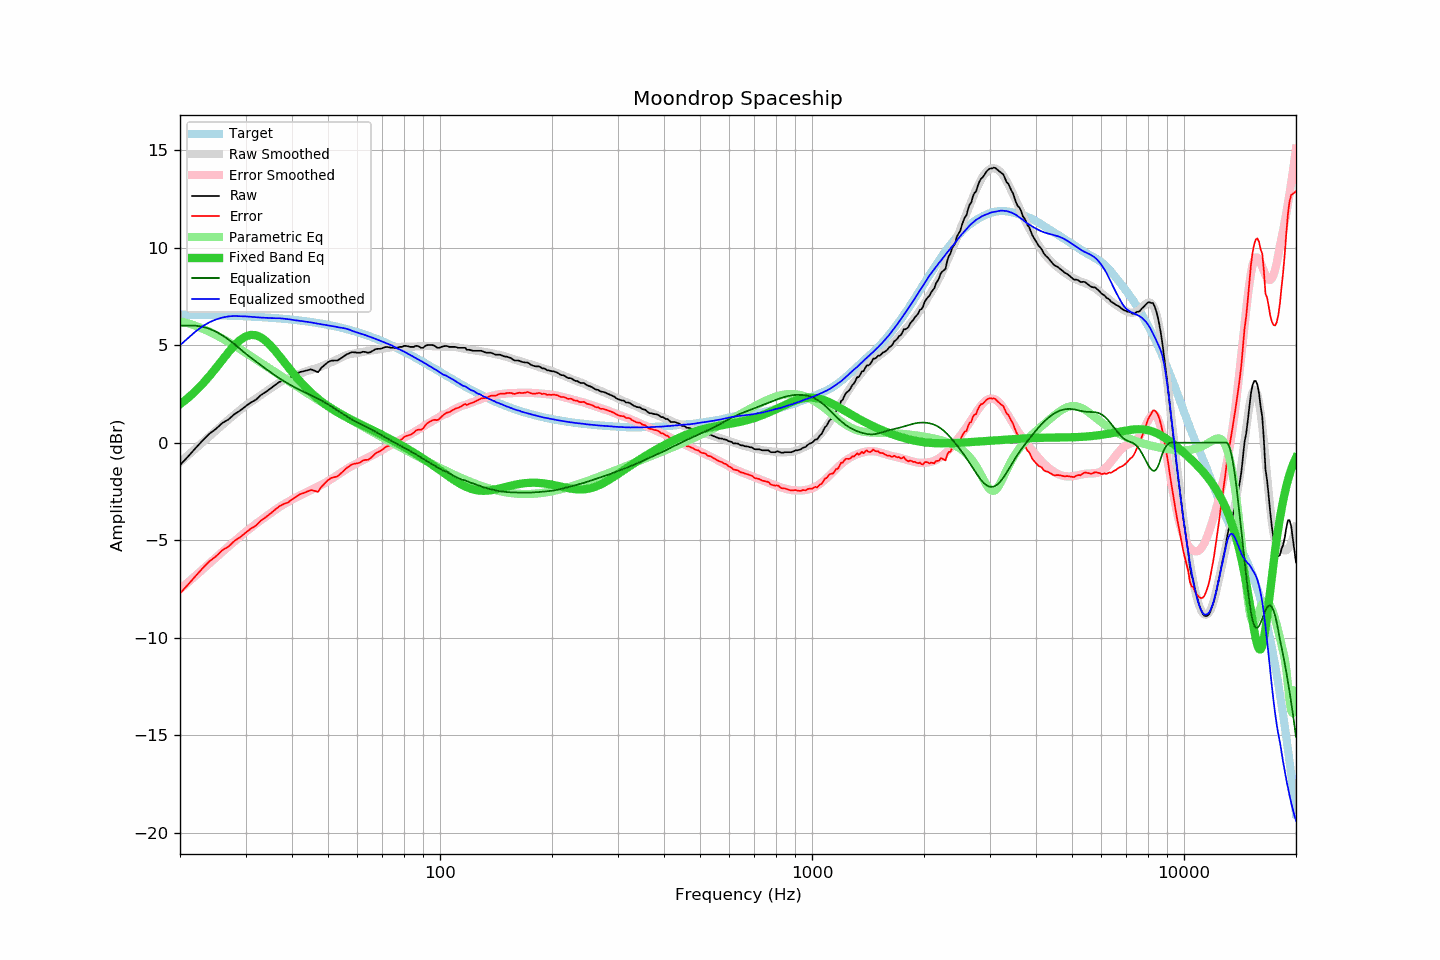 Moondrop Spaceship
Target
Raw Smoothed
Error Smoothed
Raw
Error
Parametric Eq
Fixed Band Eq
Equalization
Equalized smoothed
15
10
5
0
−5
−10
−15
−20
Amplitude (dBr)
100
1000
10000
Frequency (Hz)